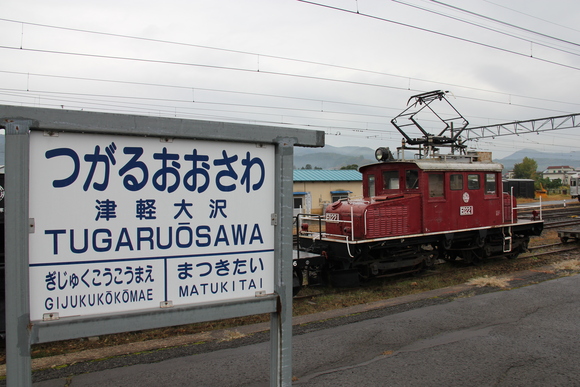 つがるおおさわ
津軽大沢
TUGARUŌSAWA
ぎじゅくこうこうまえ
GIJUKUKŌKŌMAE
まつきたい
MATUKITAI